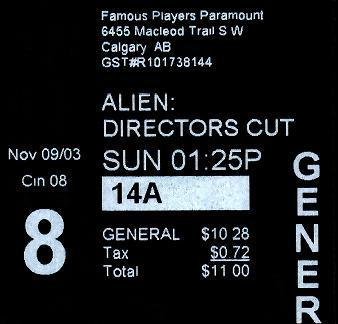 Famous Players Paramount
6455 Macleod Trail S W
Calgary AB
GST#R101738144
ALIEN:
DIRECTORS CUT
Nov 09/03
SUN 01:25P
Cin 08
14A
8
GENERAL $10 28
Tax $0.72
Total $11 00
GENER